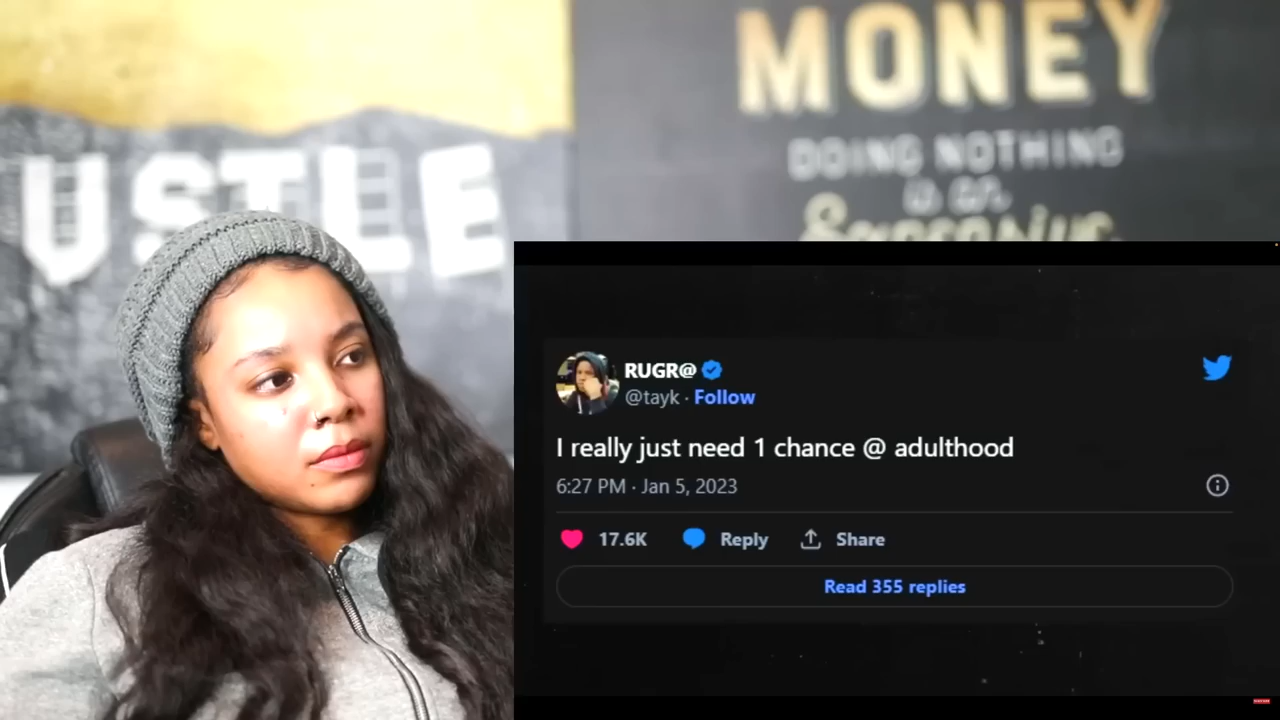 USTLE
MONEY
DOING NOTHING
RUGR@
@tayk · Follow
I really just need 1 chance @ adulthood
6:27 PM · Jan 5, 2023
17.6K Reply Share
Read 355 replies